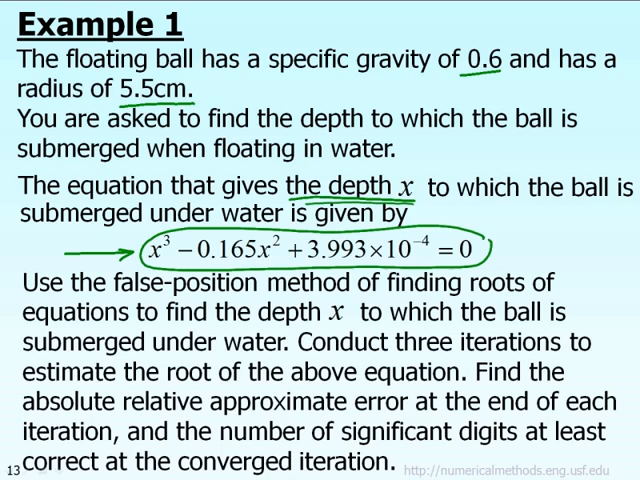 Example 1
The floating ball has a specific gravity of 0.6 and has a
radius of 5.5cm.
You are asked to find the depth to which the ball is
submerged when floating in water.
The equation that gives the depth x to which the ball is
submerged under water is given by
x³ − 0.165x² + 3.993×10⁻⁴ = 0
Use the false-position method of finding roots of
equations to find the depth x to which the ball is
submerged under water. Conduct three iterations to
estimate the root of the above equation. Find the
absolute relative approximate error at the end of each
iteration, and the number of significant digits at least
correct at the converged iteration.
13 http://numericalmethods.eng.usf.edu